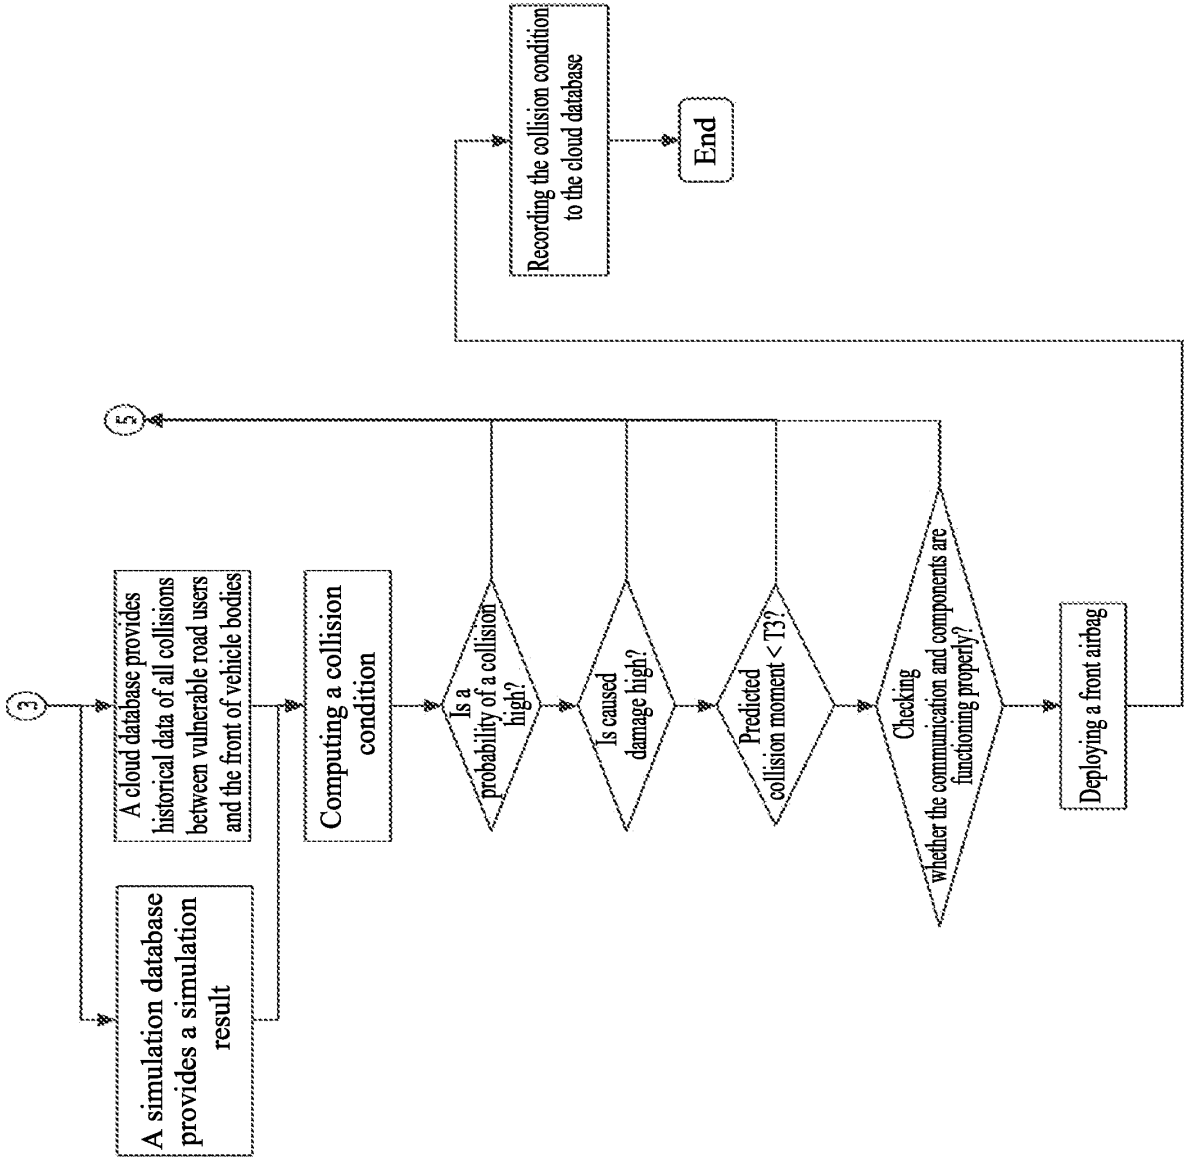 3
A simulation database
provides a simulation
result
A cloud database provides
historical data of all collisions
between vulnerable road users
and the front of vehicle bodies
Computing a collision
condition
Is a
probability of a collision
high?
Is caused
damage high?
Predicted
collision moment < T3?
Checking
whether the communication and components are
functioning properly?
Deploying a front airbag
5
Recording the collision condition
to the cloud database
End